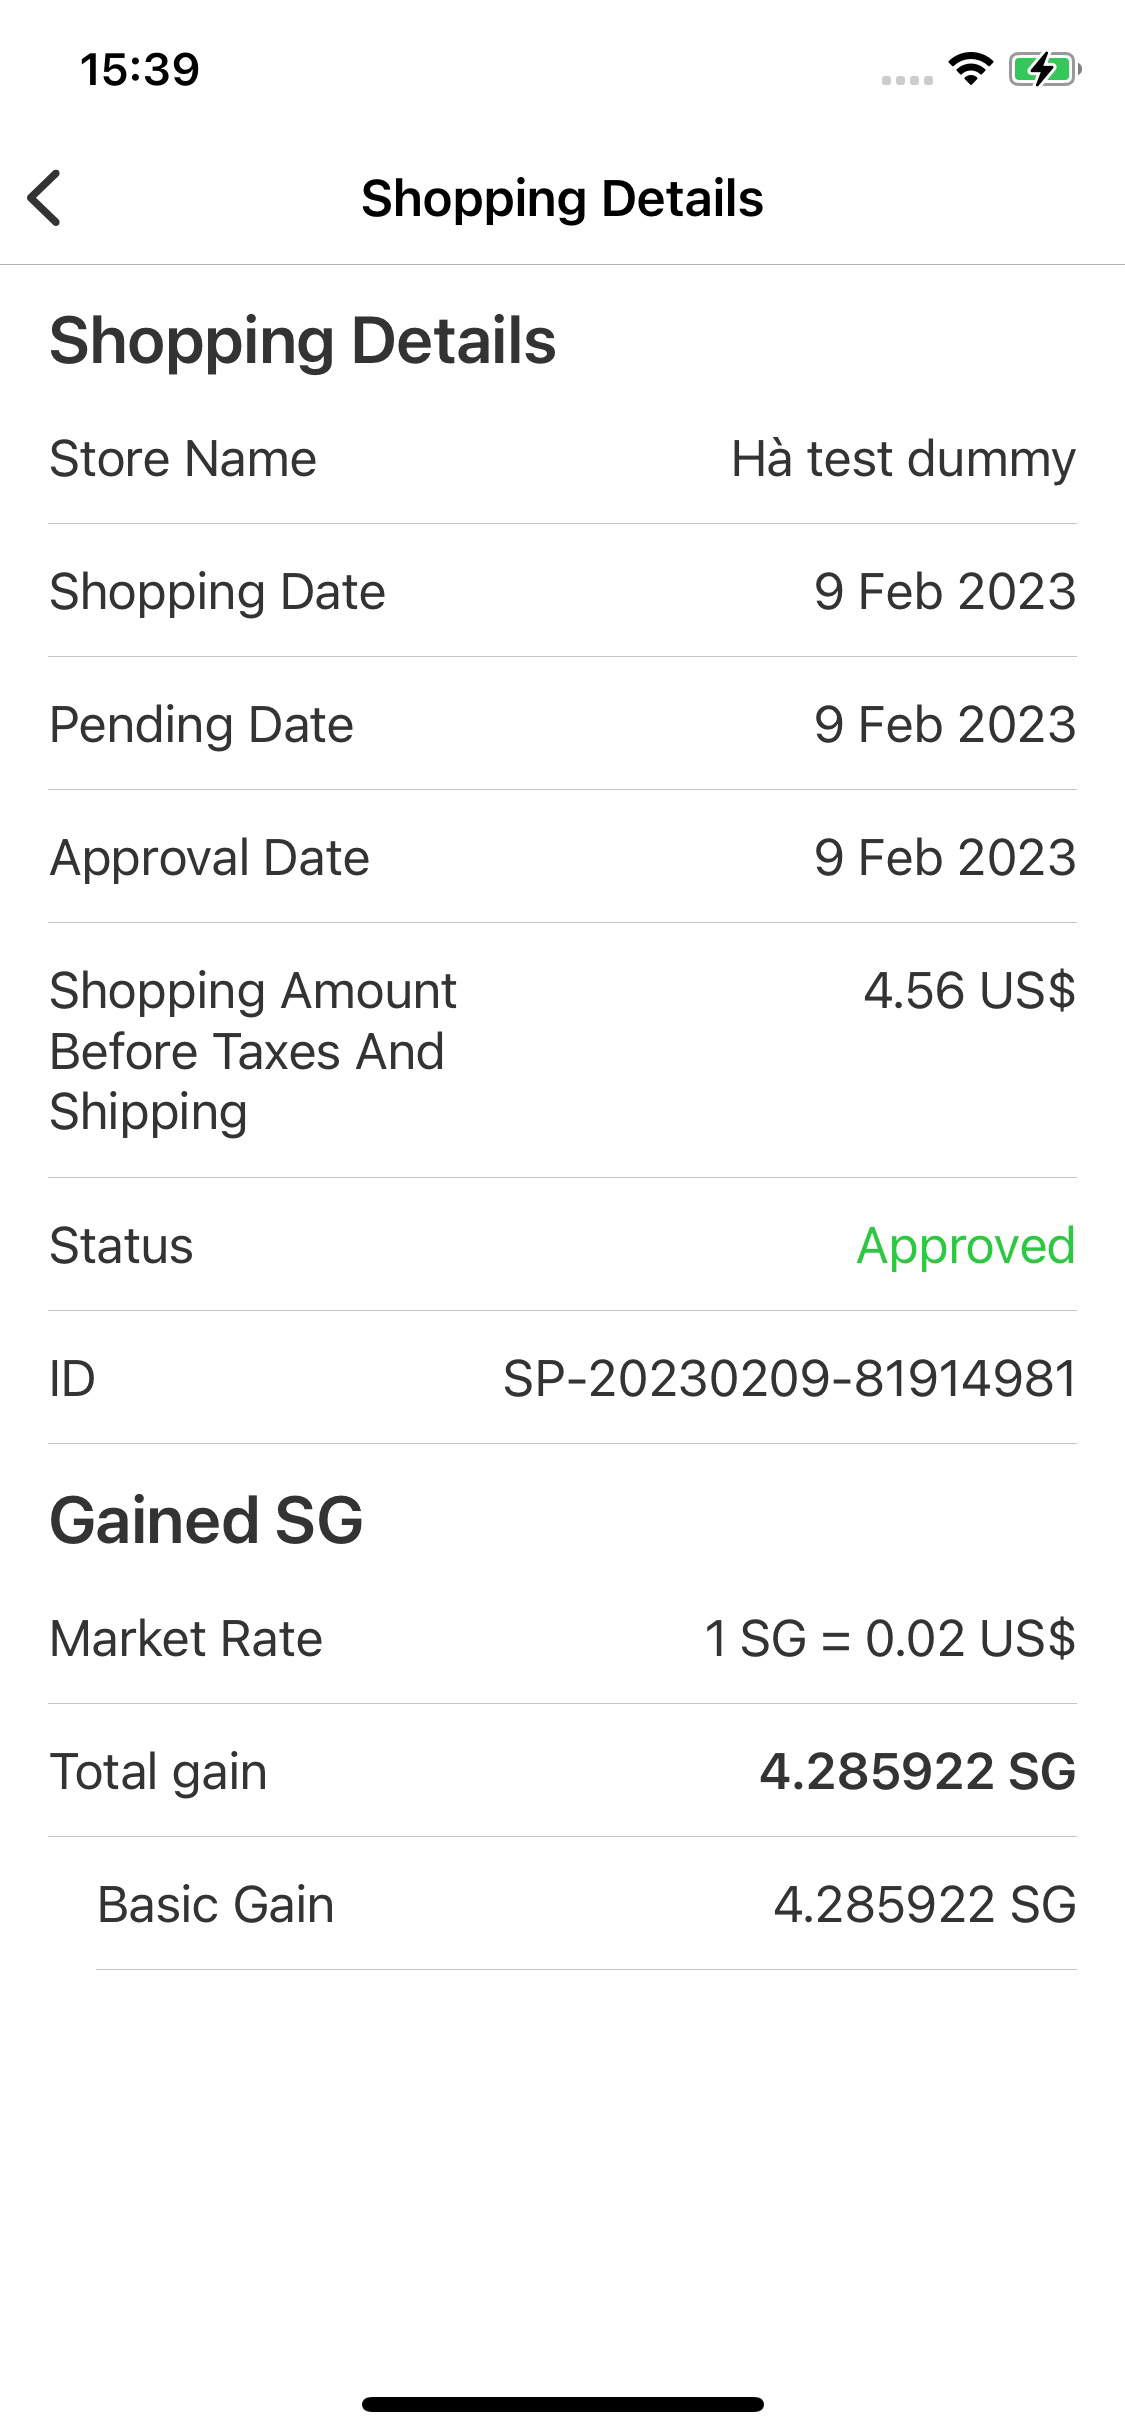 15:39
Shopping Details
Shopping Details
Store Name Hà test dummy
Shopping Date 9 Feb 2023
Pending Date 9 Feb 2023
Approval Date 9 Feb 2023
Shopping Amount 4.56 US$
Before Taxes And
Shipping
Status Approved
ID SP-20230209-81914981
Gained SG
Market Rate 1 SG = 0.02 US$
Total gain 4.285922 SG
Basic Gain 4.285922 SG